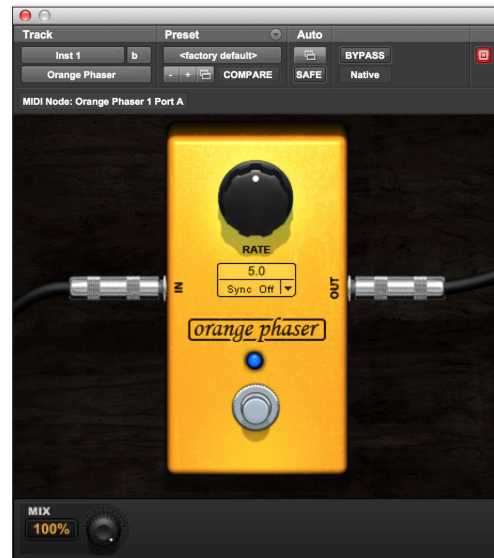 Track
Preset
Auto
Inst 1
b
<factory default>
BYPASS
Orange Phaser
-
+
COMPARE
SAFE
Native
MIDI Node: Orange Phaser 1 Port A
RATE
5.0
Sync Off
IN
OUT
orange phaser
MIX
100%